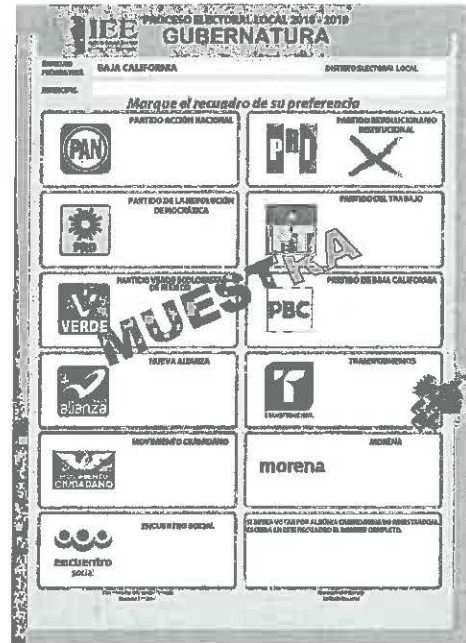 IEE
PROCESO ELECTORAL LOCAL 2018 - 2019
GUBERNATURA
BAJA CALIFORNIA
DISTRITO ELECTORAL LOCAL
MUNICIPIO
Marque el recuadro de su preferencia
PARTIDO ACCIÓN NACIONAL
PAN
PARTIDO REVOLUCIONARIO
INSTITUCIONAL
PRI
PARTIDO DE LA REVOLUCIÓN
DEMOCRÁTICA
PRD
PARTIDO DEL TRABAJO
PARTIDO VERDE ECOLOGISTA
DE MÉXICO
VERDE
PARTIDO DE BAJA CALIFORNIA
PBC
MUESTRA
NUEVA ALIANZA
alianza
TRANSFORMEMOS
T
MOVIMIENTO CIUDADANO
MOVIMIENTO
CIUDADANO
MORENA
morena
ENCUENTRO SOCIAL
encuentro
social